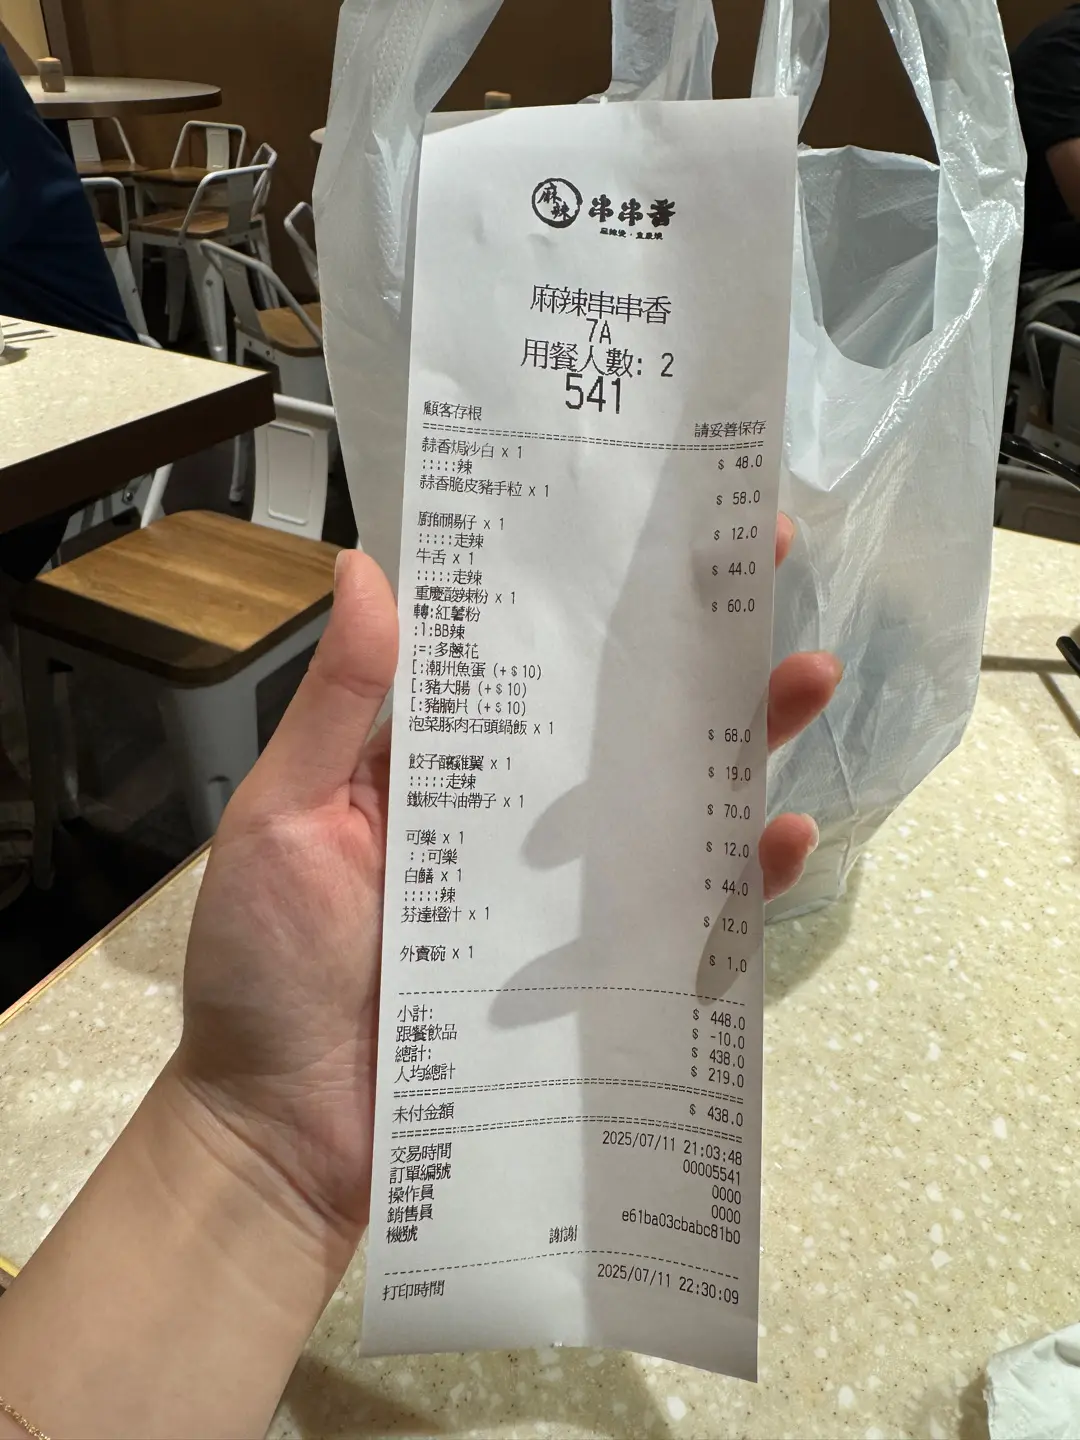 麻辣 串串香
麻辣串串香
7A
用餐人數: 2
541
顧客存根 請妥善保存
蒜香焗沙白 x 1 $ 48.0
:::::辣
蒜香脆皮豬手粒 x 1 $ 58.0
廚師腸仔 x 1 $ 12.0
:::::走辣
牛舌 x 1 $ 44.0
:::::走辣
重慶酸辣粉 x 1 $ 60.0
轉:紅薯粉
:1:BB辣
;=:多蔥花
[:潮州魚蛋 (+$10)
[:豬大腸 (+$10)
[:豬腩片 (+$10)
泡菜豚肉石頭鍋飯 x 1 $ 68.0
餃子釀雞翼 x 1 $ 19.0
:::::走辣
鐵板牛油帶子 x 1 $ 70.0
可樂 x 1 $ 12.0
:;可樂
白鱔 x 1 $ 44.0
:::::辣
芬達橙汁 x 1 $ 12.0
外賣碗 x 1 $ 1.0
小計: $ 448.0
跟餐飲品 $ -10.0
總計: $ 438.0
人均總計 $ 219.0
未付金額 $ 438.0
交易時間 2025/07/11 21:03:48
訂單編號 00005541
操作員 0000
銷售員 0000
機號 e61ba03cbabc81b0
謝謝
打印時間 2025/07/11 22:30:09